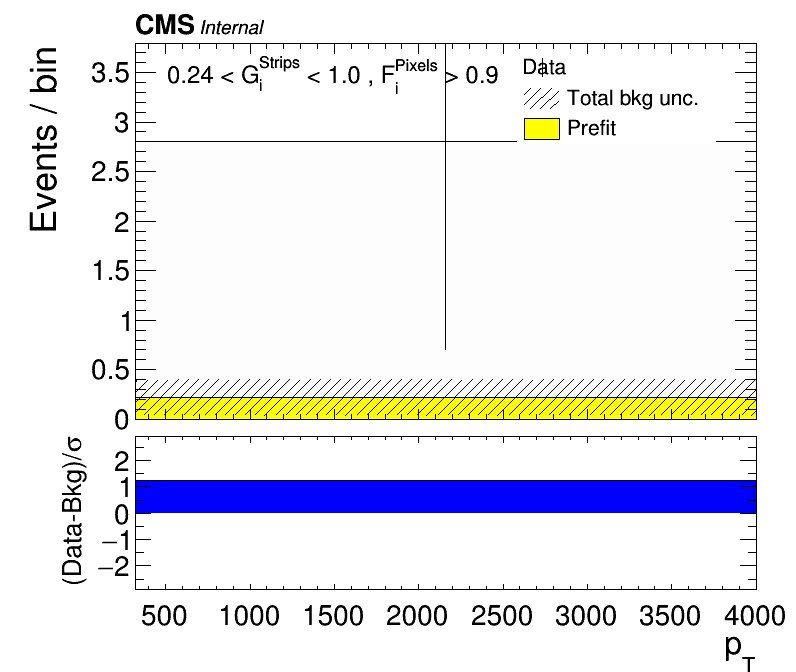 CMS Internal
Events / bin
0.24 < G_i^Strips < 1.0 , F_i^Pixels > 0.9
Data
Total bkg unc.
Prefit
3.5
3
2.5
2
1.5
1
0.5
0
(Data-Bkg)/σ
2
1
0
−1
−2
500 1000 1500 2000 2500 3000 3500 4000
p_T